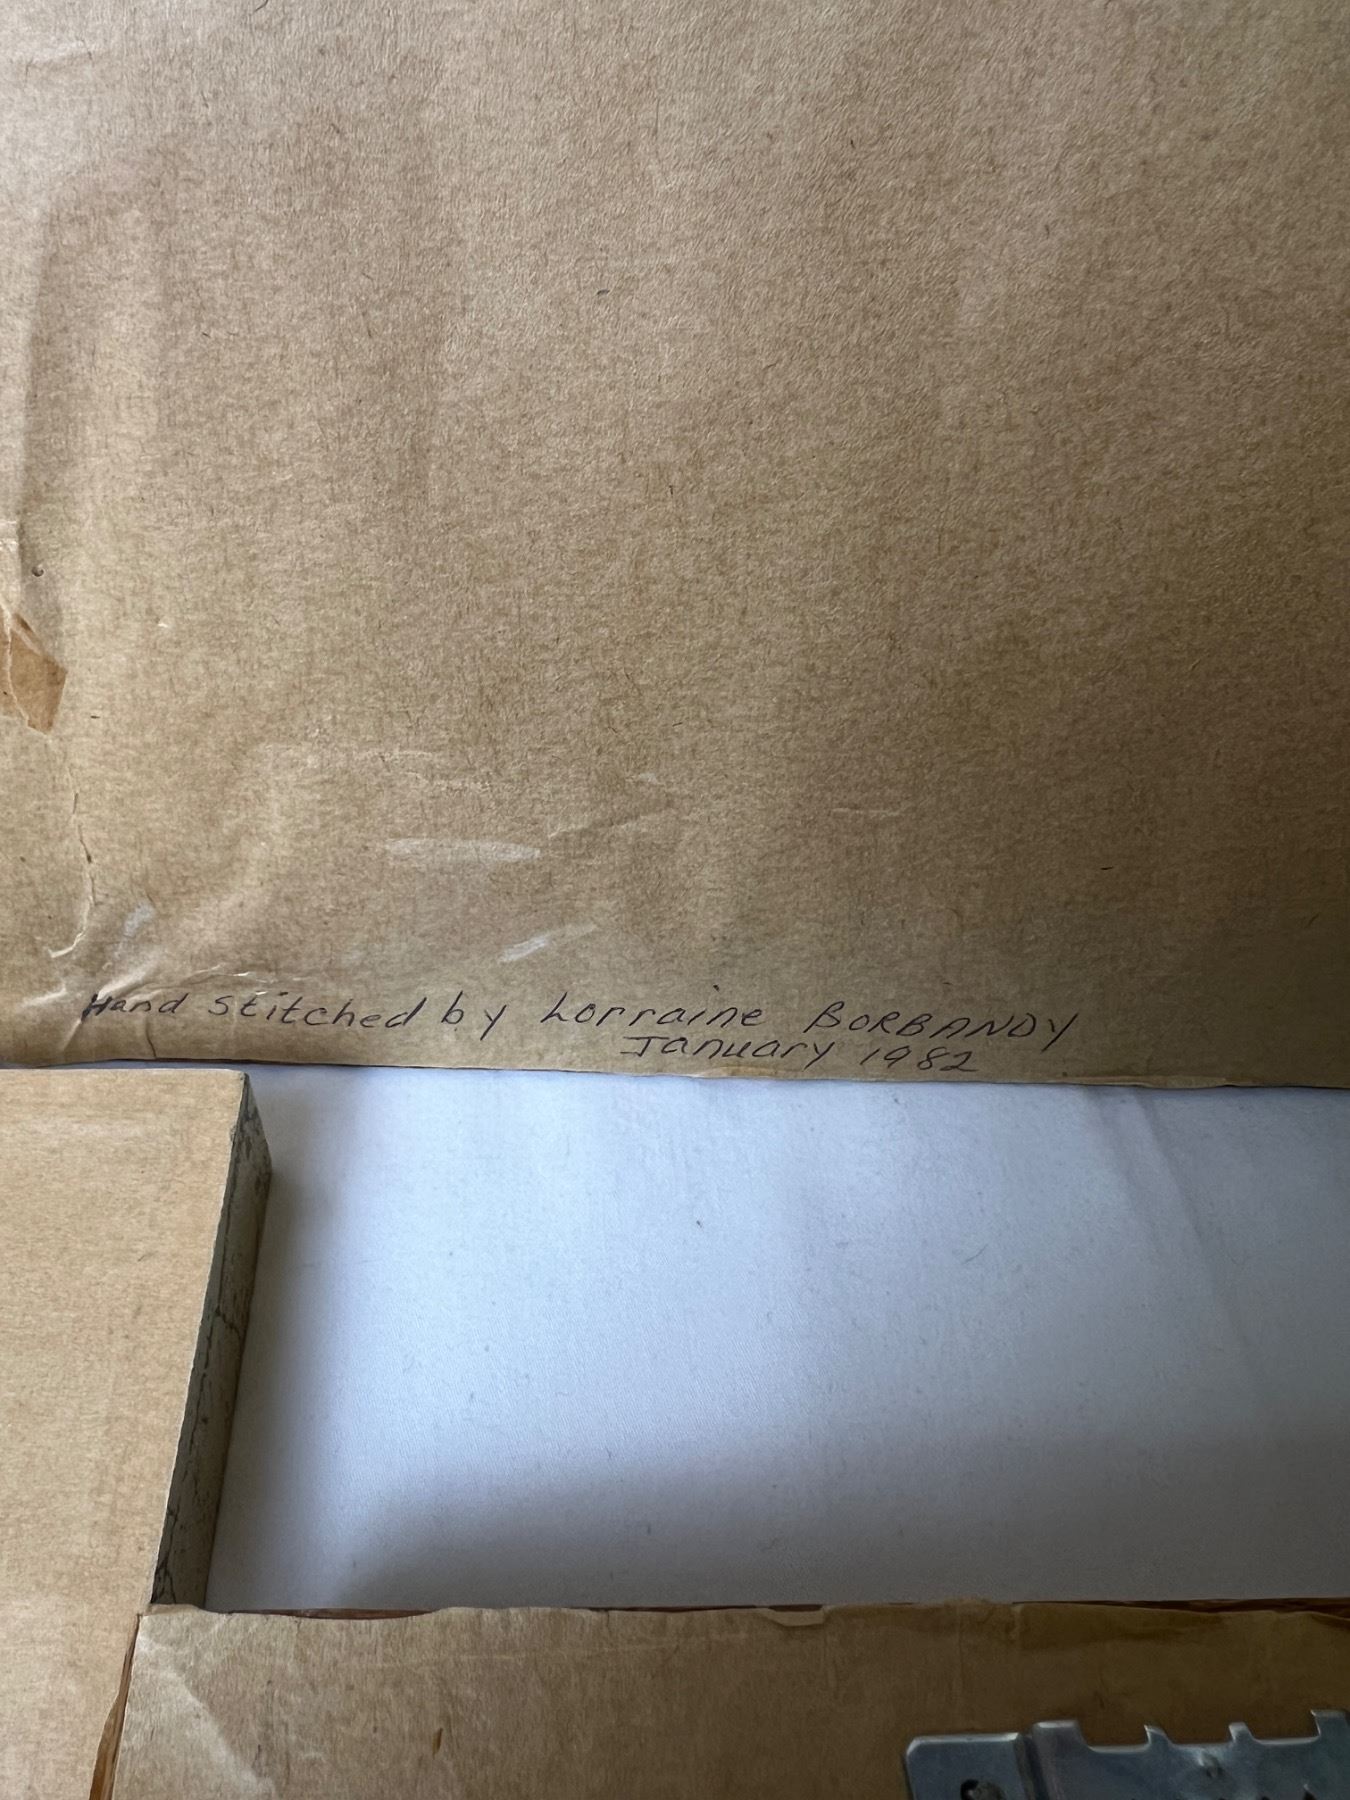 Hand Stitched by Lorraine BORBANDY
January 1982